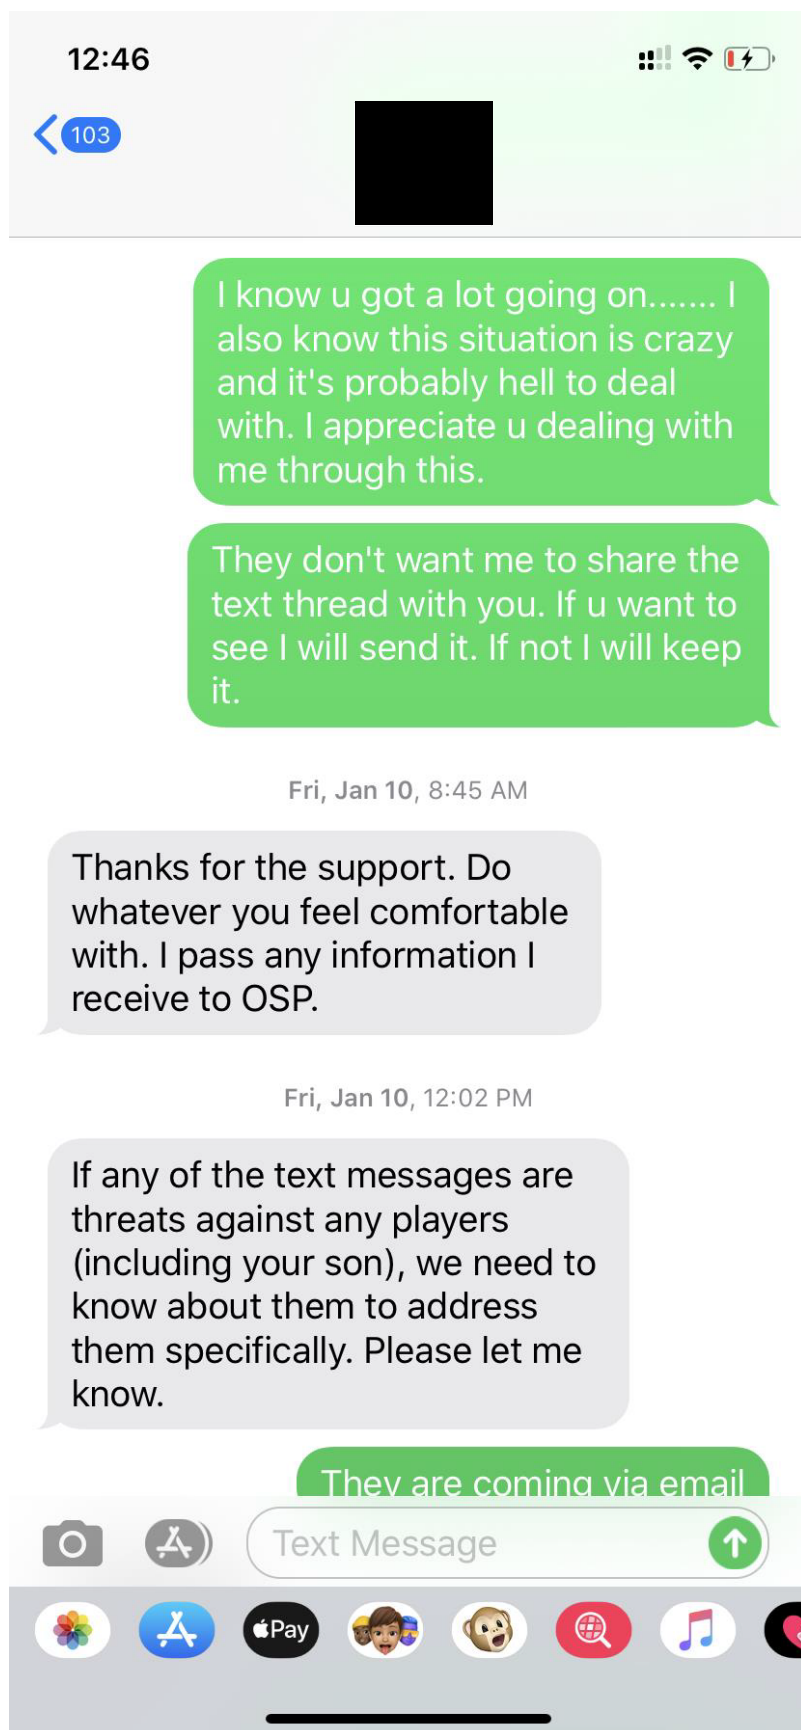 12:46
103
I know u got a lot going on....... I
also know this situation is crazy
and it's probably hell to deal
with. I appreciate u dealing with
me through this.
They don't want me to share the
text thread with you. If u want to
see I will send it. If not I will keep
it.
Fri, Jan 10, 8:45 AM
Thanks for the support. Do
whatever you feel comfortable
with. I pass any information I
receive to OSP.
Fri, Jan 10, 12:02 PM
If any of the text messages are
threats against any players
(including your son), we need to
know about them to address
them specifically. Please let me
know.
They are coming via email
Text Message
Pay